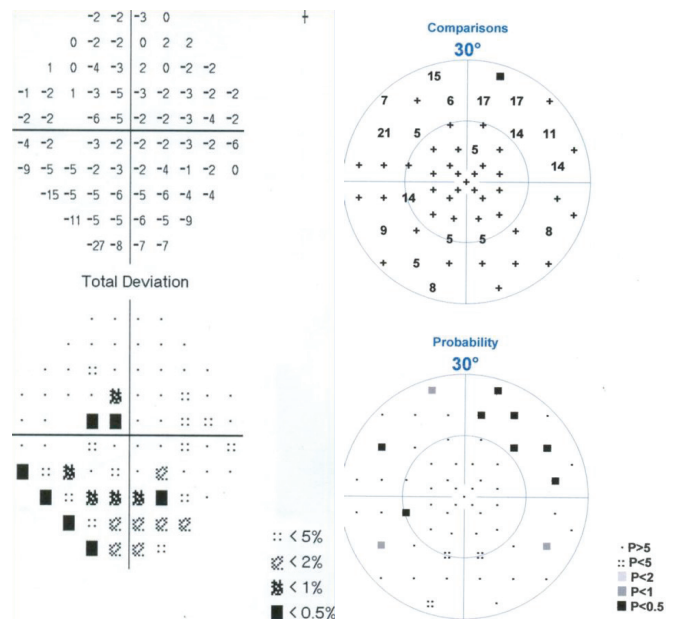 -2 -2 -3 0
0 -2 -2 0 2 2
1 0 -4 -3 2 0 -2 -2
-1 -2 1 -3 -5 -3 -2 -3 -2 -2
-2 -2 -6 -5 -2 -2 -3 -4 -2
-4 -2 -3 -2 -2 -2 -3 -2 -6
-9 -5 -5 -2 -3 -2 -4 -1 -2 0
-15 -5 -5 -6 -5 -6 -4 -4
-11 -5 -5 -6 -5 -9
-27 -8 -7 -7
Total Deviation
:: < 5%
< 2%
< 1%
< 0.5%
Comparisons
30°
15
7 + 6 17 17 +
21 5 + + 14 11
+ + 5 + +
+ + + + + + + 14
+ + + + +
+ + 14 + + + + +
+ + + + +
9 + + + + 8
5 5
+ 5 + + + +
8 +
Probability
30°
P>5
P<5
P<2
P<1
P<0.5